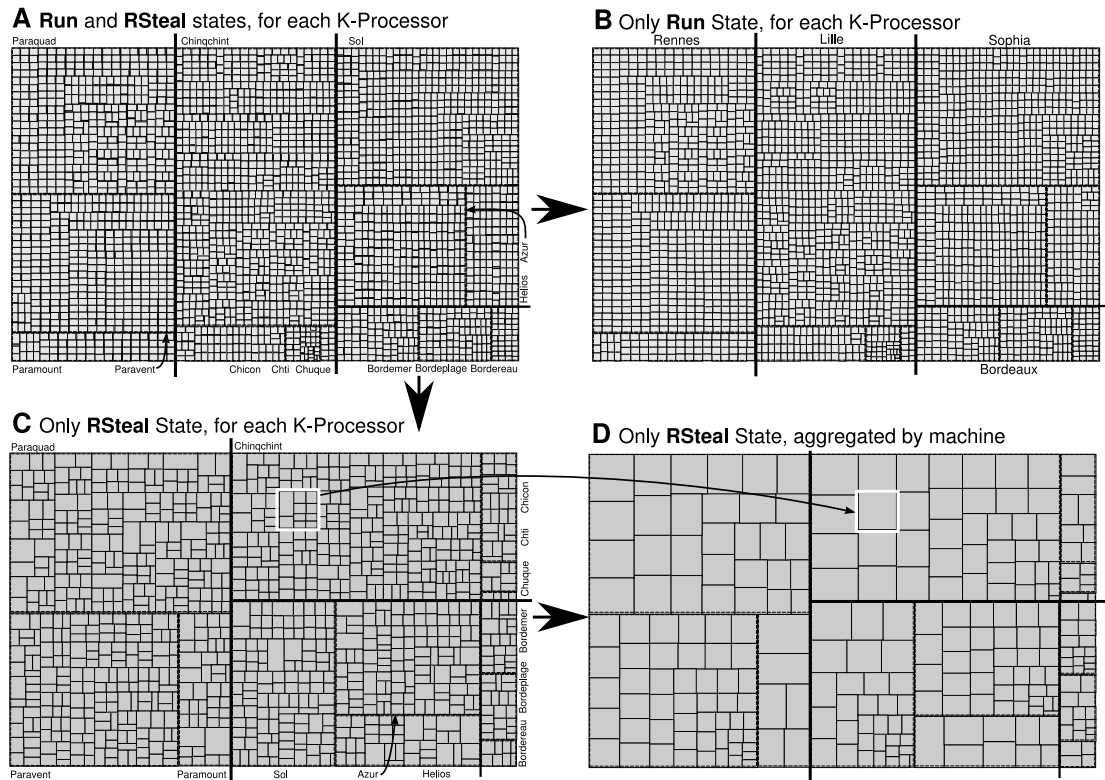 A Run and RSteal states, for each K-Processor
Paraquad
Chinqchint
Sol
Azur
Helios
Paramount
Paravent
Chicon
Chti
Chuque
Bordemer
Bordeplage
Bordereau
B Only Run State, for each K-Processor
Rennes
Lille
Sophia
Bordeaux
C Only RSteal State, for each K-Processor
Paraquad
Chinqchint
Chicon
Chti
Chuque
Bordemer
Bordeplage
Bordereau
Paravent
Paramount
Sol
Azur
Helios
D Only RSteal State, aggregated by machine